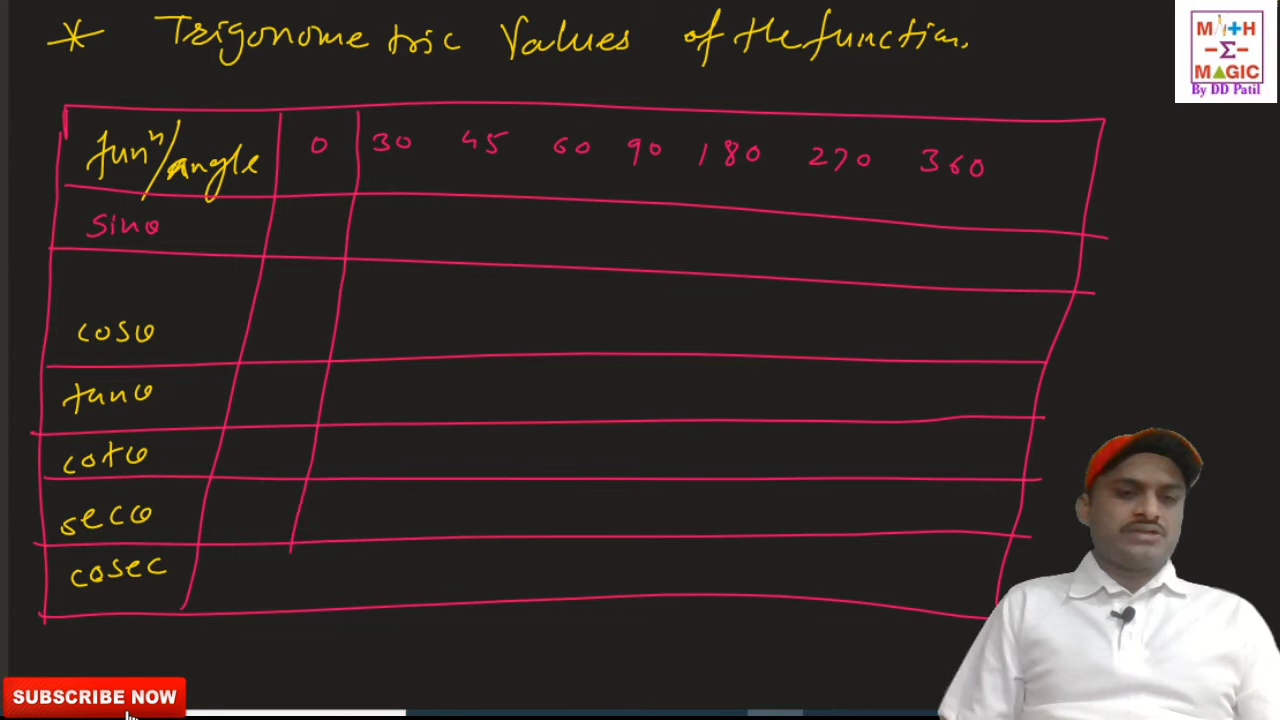 * Trigonometric Values of the function.
M+H
-Σ-
MAGIC
By DD Patil
funⁿ/angle 0 30 45 60 90 180 270 360
sinθ
cosθ
tanθ
cotθ
secθ
cosec
SUBSCRIBE NOW